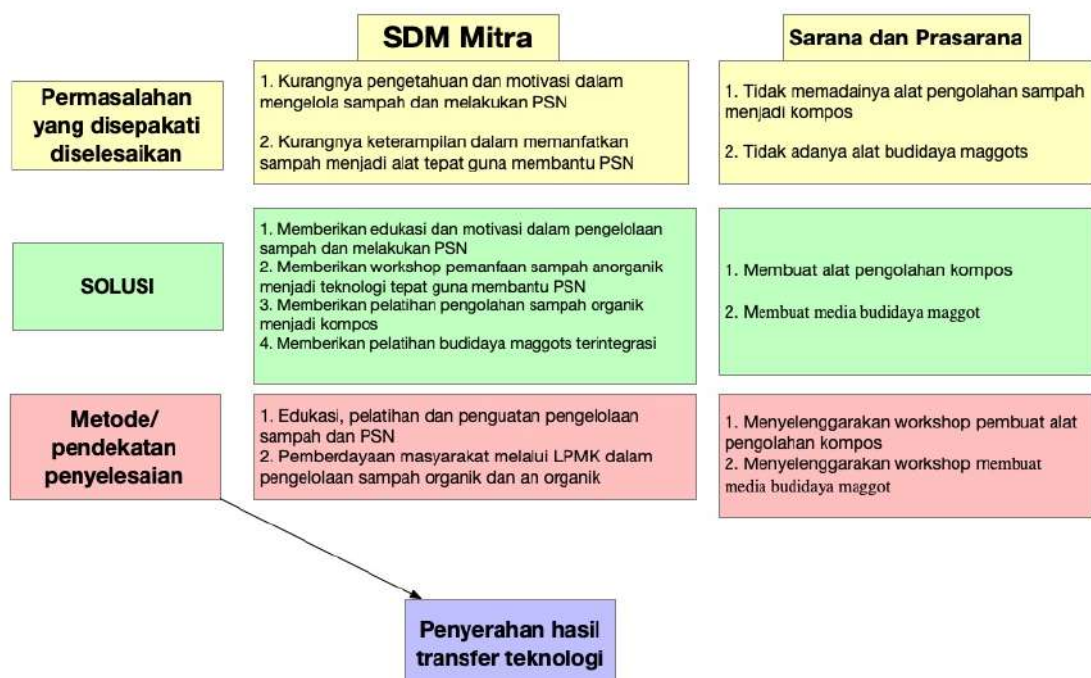 SDM Mitra
Sarana dan Prasarana
Permasalahan
yang disepakati
diselesaikan
1. Kurangnya pengetahuan dan motivasi dalam
mengelola sampah dan melakukan PSN
2. Kurangnya keterampilan dalam memanfatkan
sampah menjadi alat tepat guna membantu PSN
1. Tidak memadainya alat pengolahan sampah
menjadi kompos
2. Tidak adanya alat budidaya maggots
SOLUSI
1. Memberikan edukasi dan motivasi dalam pengelolaan
sampah dan melakukan PSN
2. Memberikan workshop pemanfaan sampah anorganik
menjadi teknologi tepat guna membantu PSN
3. Memberikan pelatihan pengolahan sampah organik
menjadi kompos
4. Memberikan pelatihan budidaya maggots terintegrasi
1. Membuat alat pengolahan kompos
2. Membuat media budidaya maggot
Metode/
pendekatan
penyelesaian
1. Edukasi, pelatihan dan penguatan pengelolaan
sampah dan PSN
2. Pemberdayaan masyarakat melalui LPMK dalam
pengelolaan sampah organik dan an organik
1. Menyelenggarakan workshop pembuat alat
pengolahan kompos
2. Menyelenggarakan workshop membuat
media budidaya maggot
Penyerahan hasil
transfer teknologi